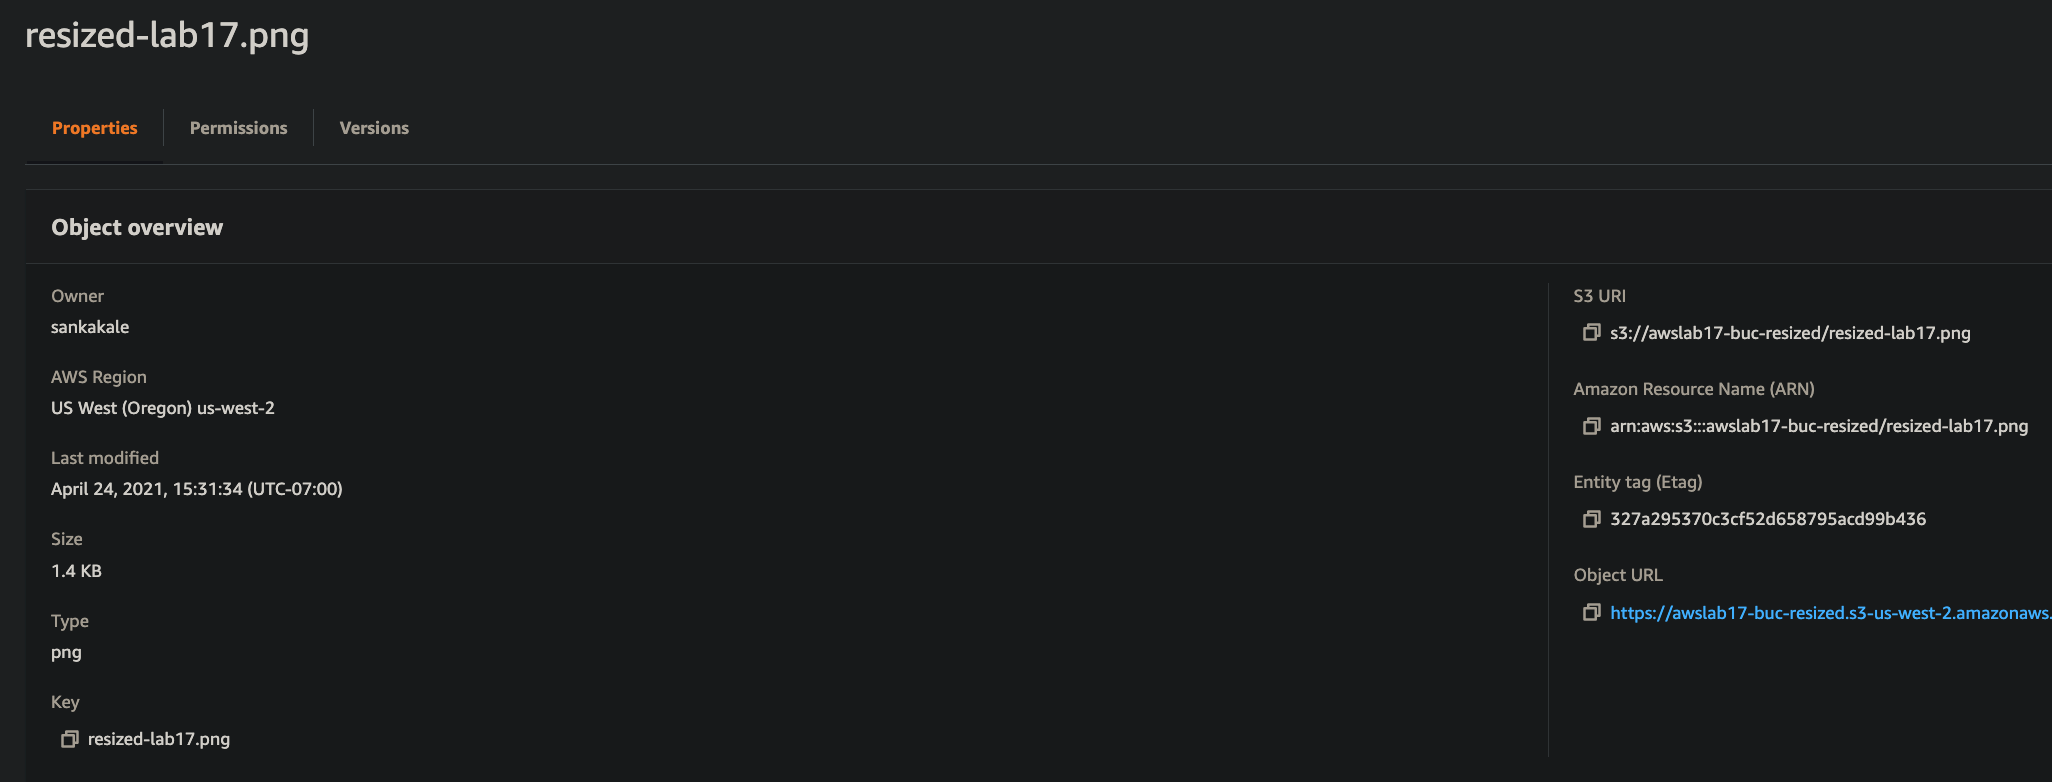 resized-lab17.png
Properties
Permissions
Versions
Object overview
Owner
sankakale
AWS Region
US West (Oregon) us-west-2
Last modified
April 24, 2021, 15:31:34 (UTC-07:00)
Size
1.4 KB
Type
png
Key
resized-lab17.png
S3 URI
s3://awslab17-buc-resized/resized-lab17.png
Amazon Resource Name (ARN)
arn:aws:s3:::awslab17-buc-resized/resized-lab17.png
Entity tag (Etag)
327a295370c3cf52d658795acd99b436
Object URL
https://awslab17-buc-resized.s3-us-west-2.amazonaws.